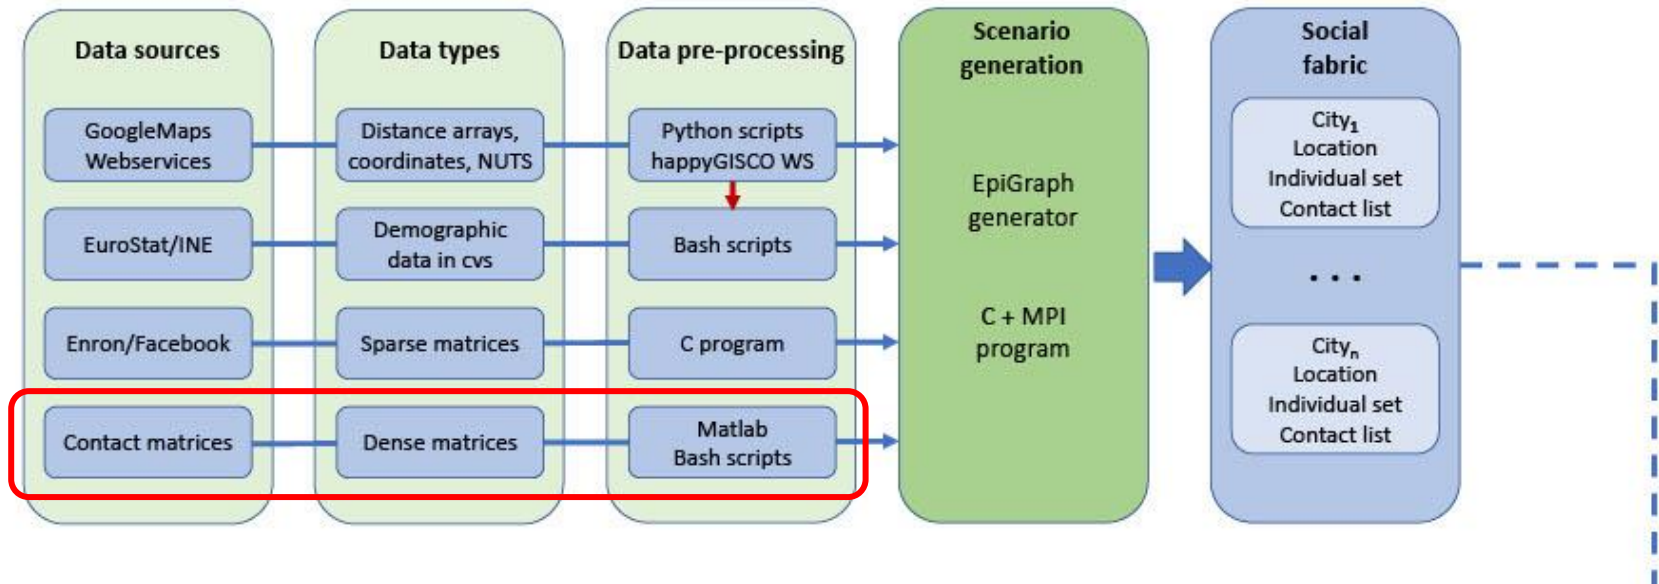 Data sources
GoogleMaps
Webservices
EuroStat/INE
Enron/Facebook
Contact matrices
Data types
Distance arrays,
coordinates, NUTS
Demographic
data in cvs
Sparse matrices
Dense matrices
Data pre-processing
Python scripts
happyGISCO WS
Bash scripts
C program
Matlab
Bash scripts
Scenario
generation
EpiGraph
generator
C + MPI
program
Social
fabric
City1
Location
Individual set
Contact list
. . .
Cityn
Location
Individual set
Contact list